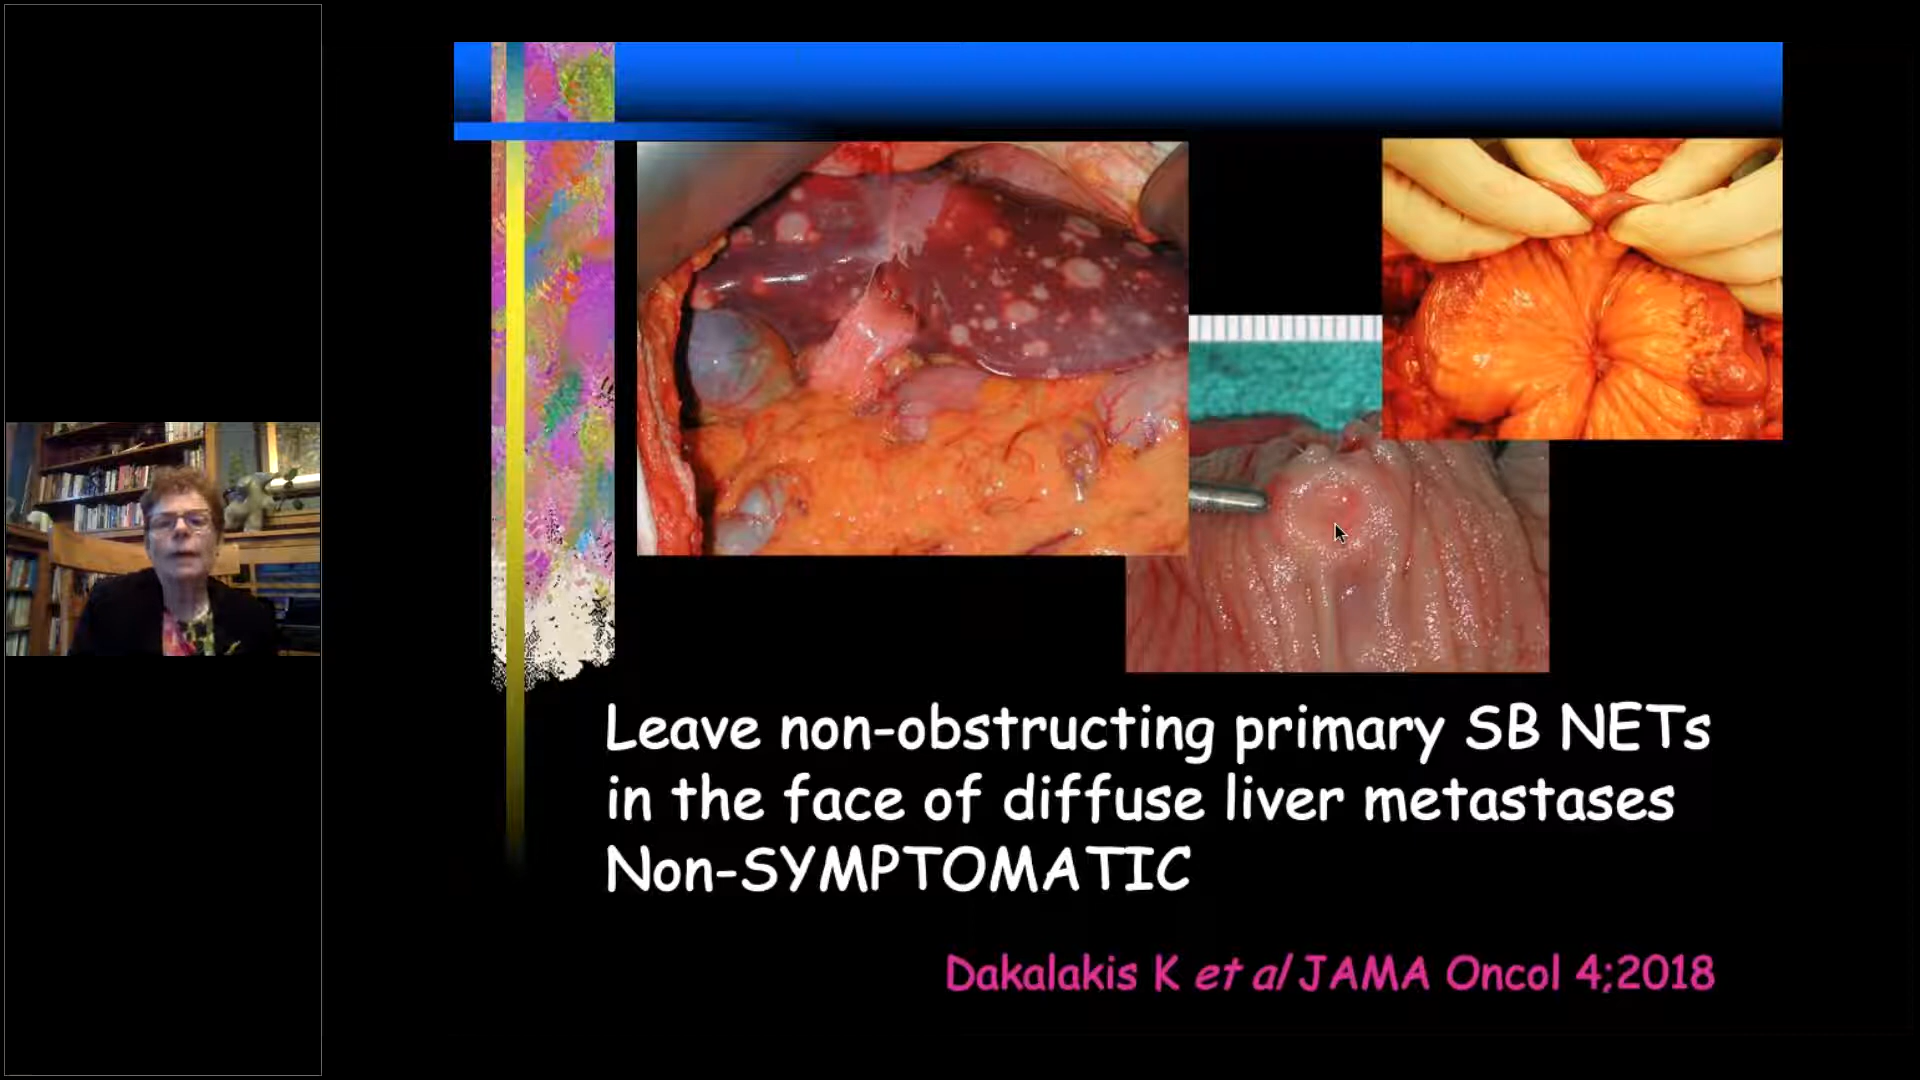 Leave non-obstructing primary SB NETs
in the face of diffuse liver metastases
Non-SYMPTOMATIC
Dakalakis K et al JAMA Oncol 4;2018